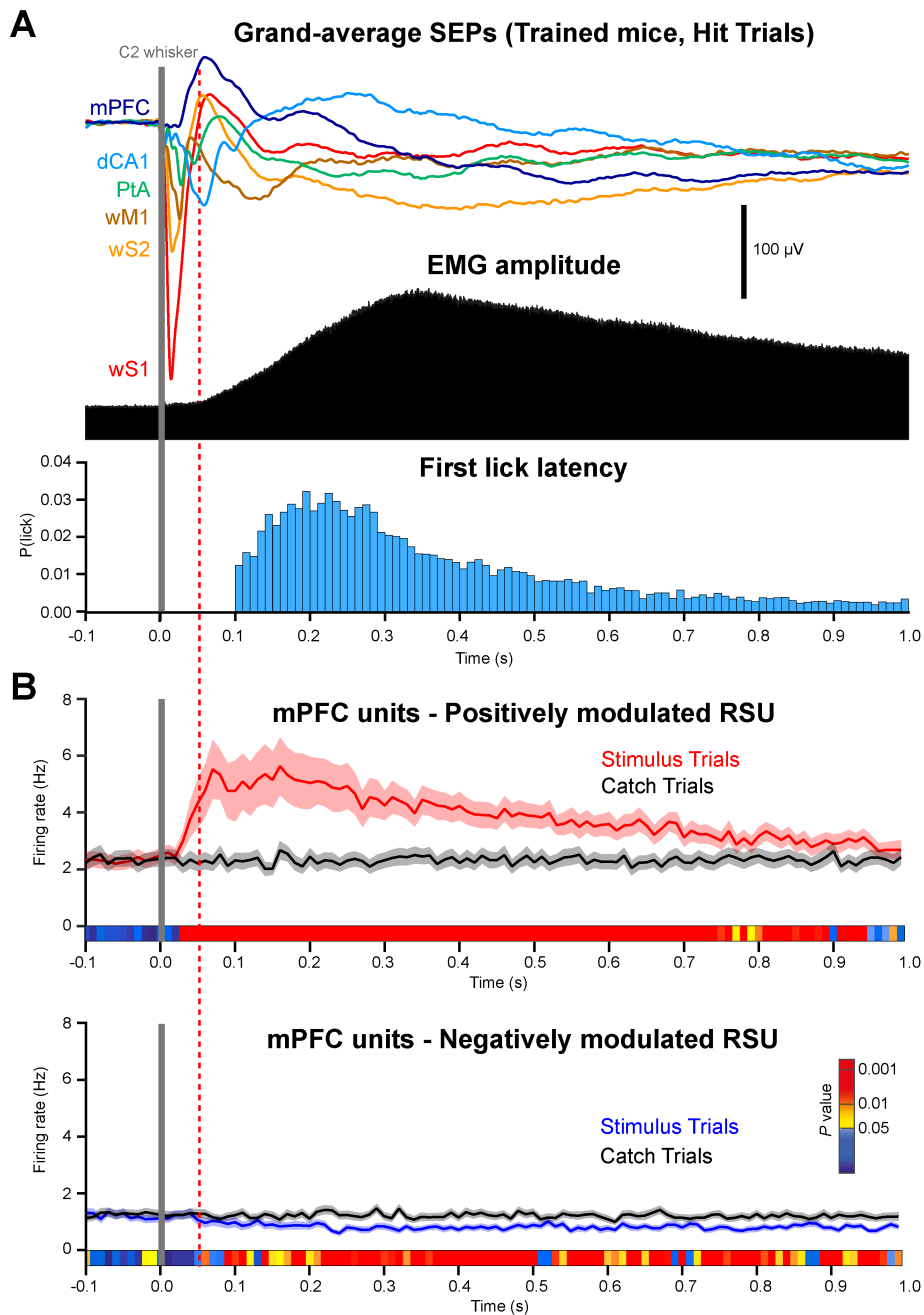 A
Grand-average SEPs (Trained mice, Hit Trials)
C2 whisker
mPFC
dCA1
PtA
wM1
wS2
wS1
100 µV
EMG amplitude
First lick latency
P(lick)
0.04
0.03
0.02
0.01
0.00
-0.1 0.0 0.1 0.2 0.3 0.4 0.5 0.6 0.7 0.8 0.9 1.0
Time (s)
B
mPFC units - Positively modulated RSU
Stimulus Trials
Catch Trials
Firing rate (Hz)
8
6
4
2
0
-0.1 0.0 0.1 0.2 0.3 0.4 0.5 0.6 0.7 0.8 0.9 1.0
Time (s)
mPFC units - Negatively modulated RSU
Stimulus Trials
Catch Trials
P value
0.001
0.01
0.05
Firing rate (Hz)
8
6
4
2
0
-0.1 0.0 0.1 0.2 0.3 0.4 0.5 0.6 0.7 0.8 0.9 1.0
Time (s)